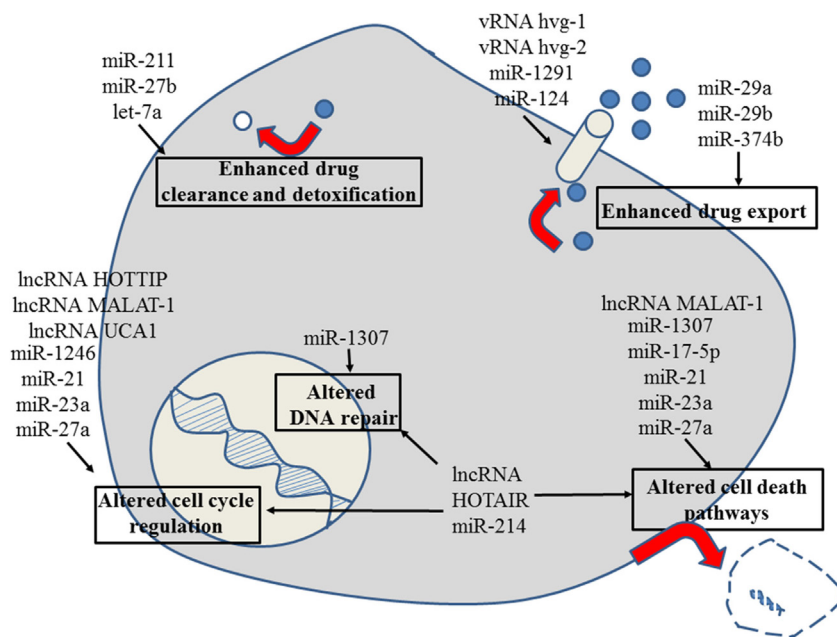 vRNA hvg-1
vRNA hvg-2
miR-1291
miR-124
miR-211
miR-27b
let-7a
miR-29a
miR-29b
miR-374b
Enhanced drug
clearance and detoxification
Enhanced drug export
lncRNA HOTTIP
lncRNA MALAT-1
lncRNA UCA1
miR-1246
miR-21
miR-23a
miR-27a
miR-1307
Altered
DNA repair
lncRNA MALAT-1
miR-1307
miR-17-5p
miR-21
miR-23a
miR-27a
lncRNA
HOTAIR
miR-214
Altered cell cycle
regulation
Altered cell death
pathways